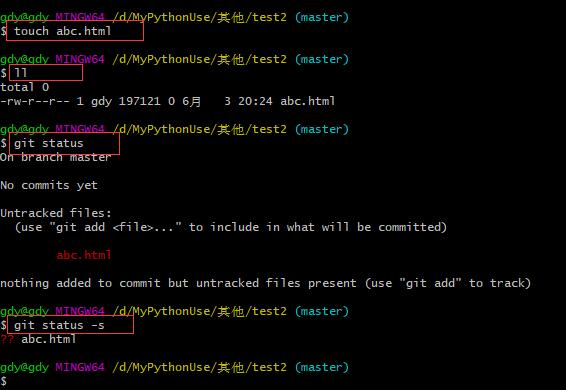 gdy@gdy MINGW64 /d/MyPythonUse/其他/test2 (master)
$ touch abc.html
gdy@gdy MINGW64 /d/MyPythonUse/其他/test2 (master)
$ ll
total 0
-rw-r--r-- 1 gdy 197121 0 6月   3 20:24 abc.html
gdy@gdy MINGW64 /d/MyPythonUse/其他/test2 (master)
$ git status
On branch master
No commits yet
Untracked files:
(use "git add <file>..." to include in what will be committed)
abc.html
nothing added to commit but untracked files present (use "git add" to track)
gdy@gdy MINGW64 /d/MyPythonUse/其他/test2 (master)
$ git status -s
?? abc.html
gdy@gdy MINGW64 /d/MyPythonUse/其他/test2 (master)
$